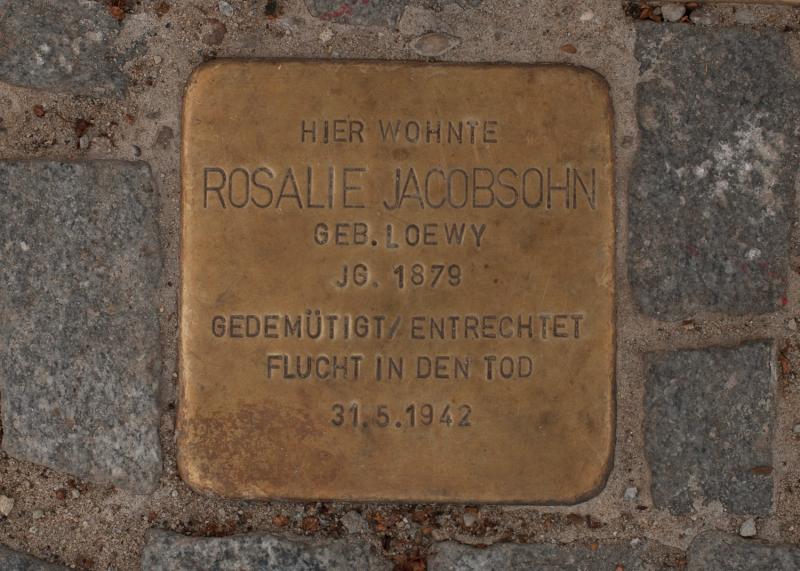 HIER WOHNTE
ROSALIE JACOBSOHN
GEB. LOEWY
JG. 1879
GEDEMÜTIGT/ENTRECHTET
FLUCHT IN DEN TOD
31.5.1942